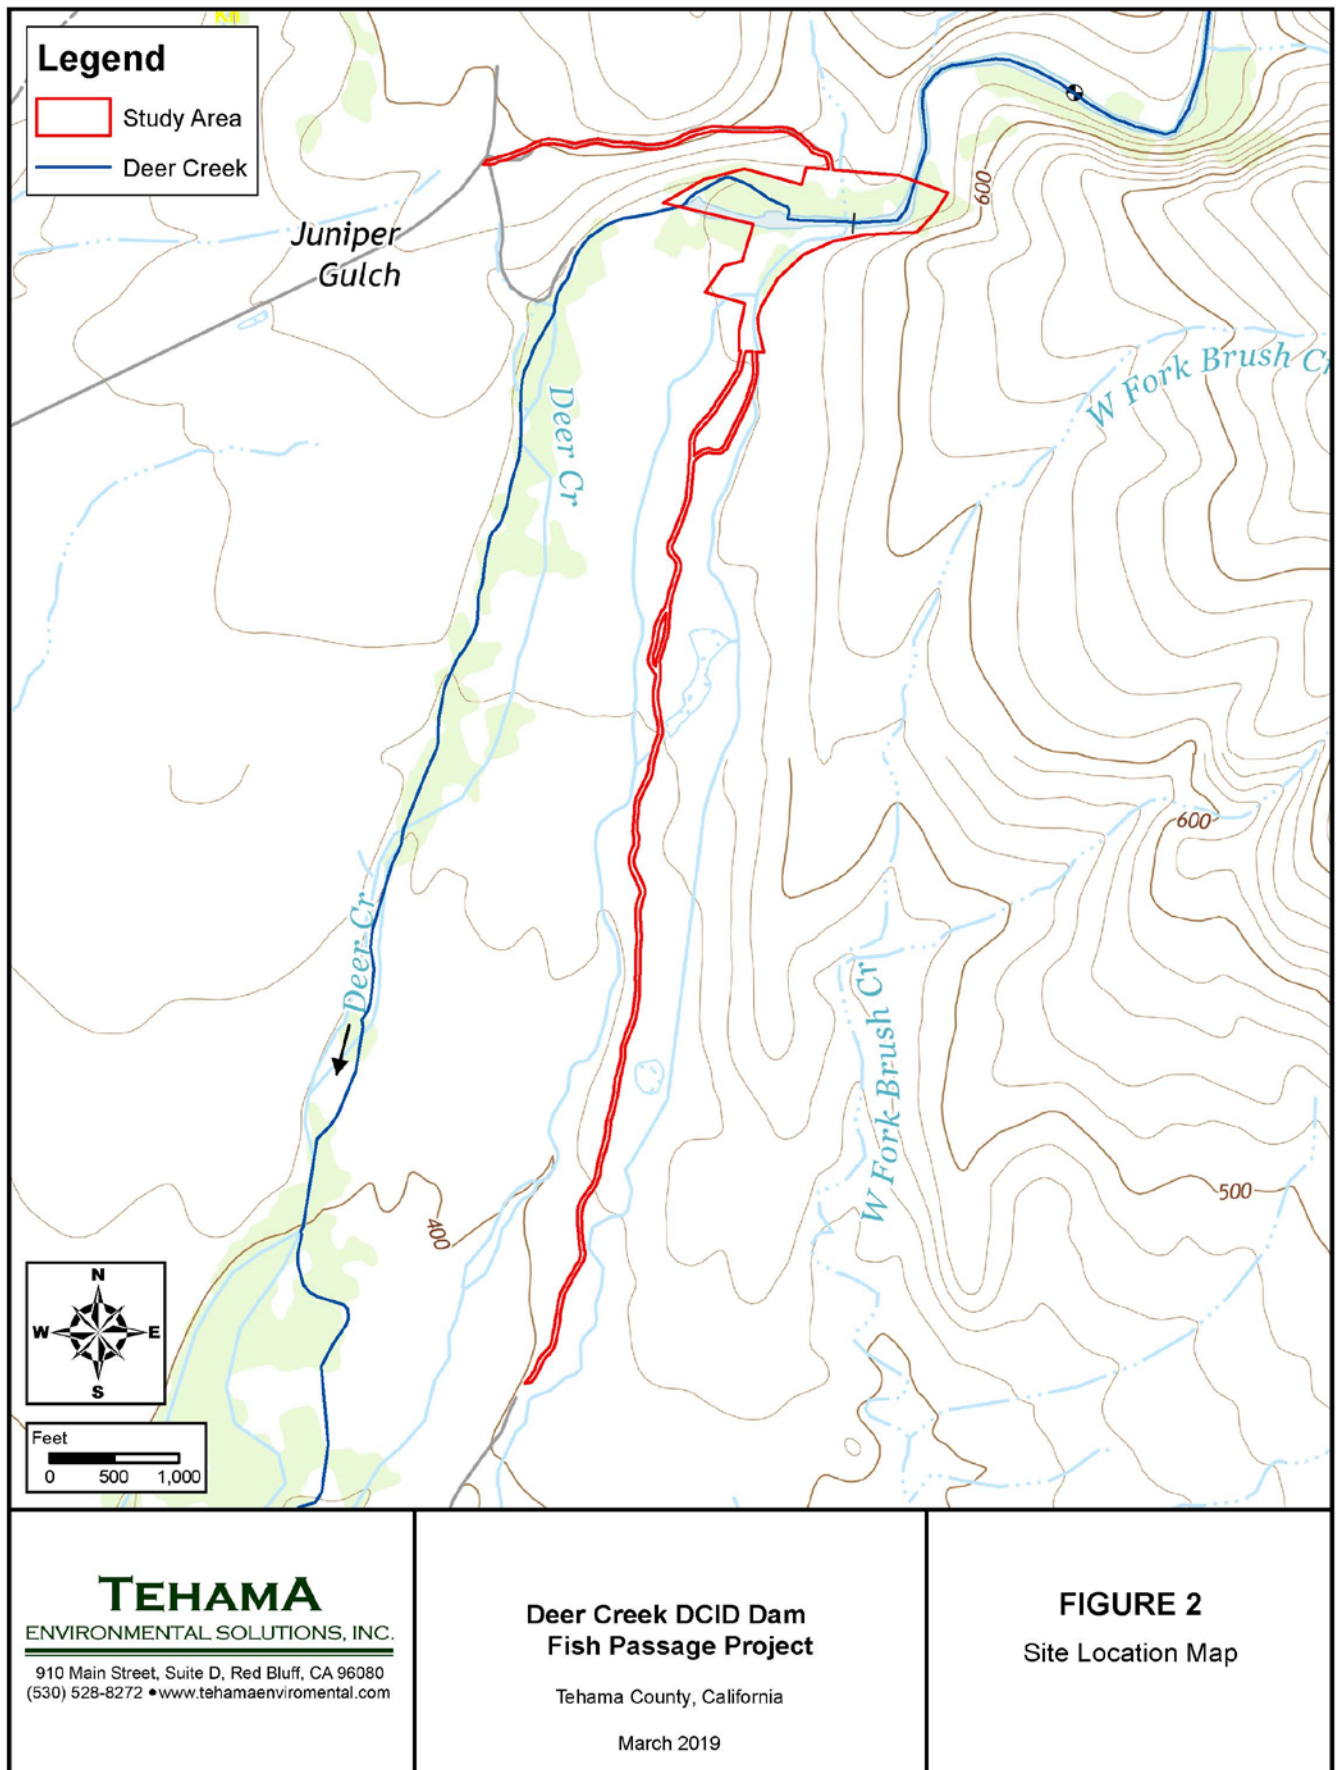 Legend
Study Area
Deer Creek
Juniper
Gulch
600
W Fork Brush Cr
Deer Cr
600
Deer Cr
W Fork Brush Cr
500
400
N
W E
S
Feet
0 500 1,000
TEHAMA
ENVIRONMENTAL SOLUTIONS, INC.
910 Main Street, Suite D, Red Bluff, CA 96080
(530) 528-8272 • www.tehamaenviromental.com
Deer Creek DCID Dam
Fish Passage Project
Tehama County, California
March 2019
FIGURE 2
Site Location Map